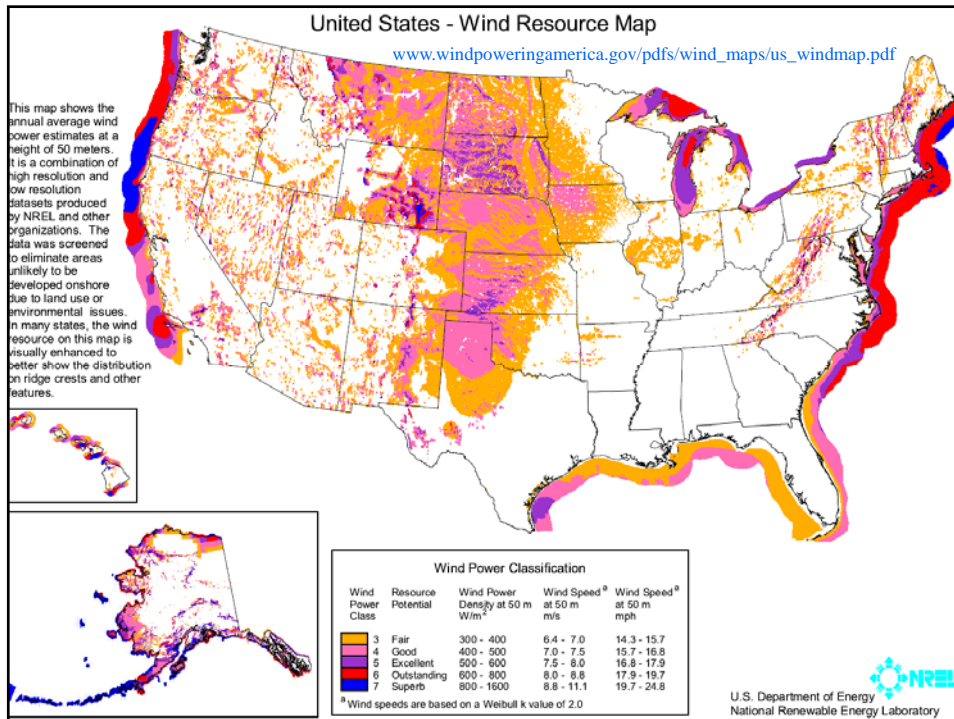 United States - Wind Resource Map
www.windpoweringamerica.gov/pdfs/wind_maps/us_windmap.pdf
This map shows the
annual average wind
power estimates at a
height of 50 meters.
It is a combination of
high resolution and
low resolution
datasets produced
by NREL and other
organizations. The
data was screened
to eliminate areas
unlikely to be
developed onshore
due to land use or
environmental issues.
In many states, the wind
resource on this map is
visually enhanced to
better show the distribution
on ridge crests and other
features.
Wind Power Classification
Wind Resource Wind Power Wind Speed a Wind Speed a
Power Potential Density at 50 m at 50 m at 50 m
Class W/m2 m/s mph
3 Fair 300 - 400 6.4 - 7.0 14.3 - 15.7
4 Good 400 - 500 7.0 - 7.5 15.7 - 16.8
5 Excellent 500 - 600 7.5 - 8.0 16.8 - 17.9
6 Outstanding 600 - 800 8.0 - 8.8 17.9 - 19.7
7 Superb 800 - 1600 8.8 - 11.1 19.7 - 24.8
a Wind speeds are based on a Weibull k value of 2.0
NREL
U.S. Department of Energy
National Renewable Energy Laboratory